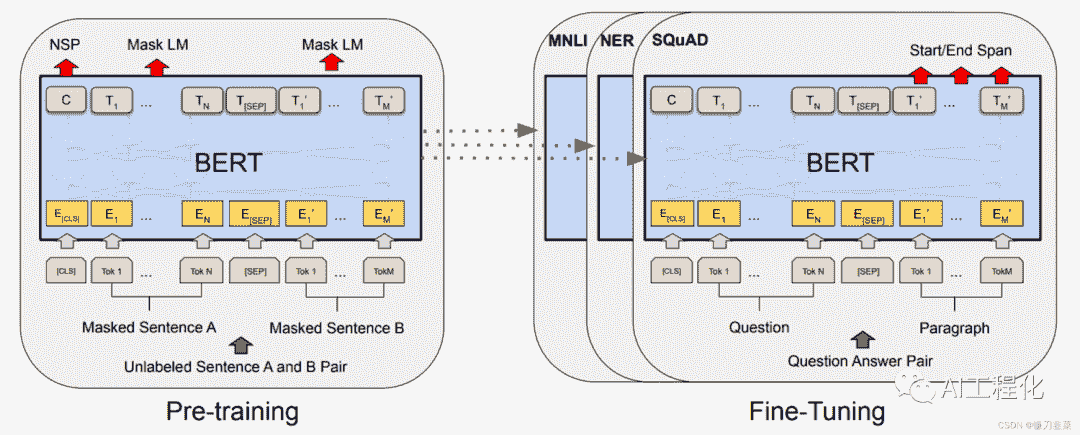 NSP Mask LM Mask LM
C T1 ... TN T[SEP] T1' ... TM'
BERT
E[CLS] E1 ... EN E[SEP] E1' ... EM'
[CLS] Tok 1 ... Tok N [SEP] Tok 1 ... TokM
Masked Sentence A Masked Sentence B
Unlabeled Sentence A and B Pair
Pre-training
MNLI NER SQuAD
Start/End Span
C T1 ... TN T[SEP] T1' ... TM'
BERT
E[CLS] E1 ... EN E[SEP] E1' ... EM'
[CLS] Tok 1 ... Tok N [SEP] Tok 1 ... TokM
Question Paragraph
Question Answer Pair
Fine-Tuning
AI工程化